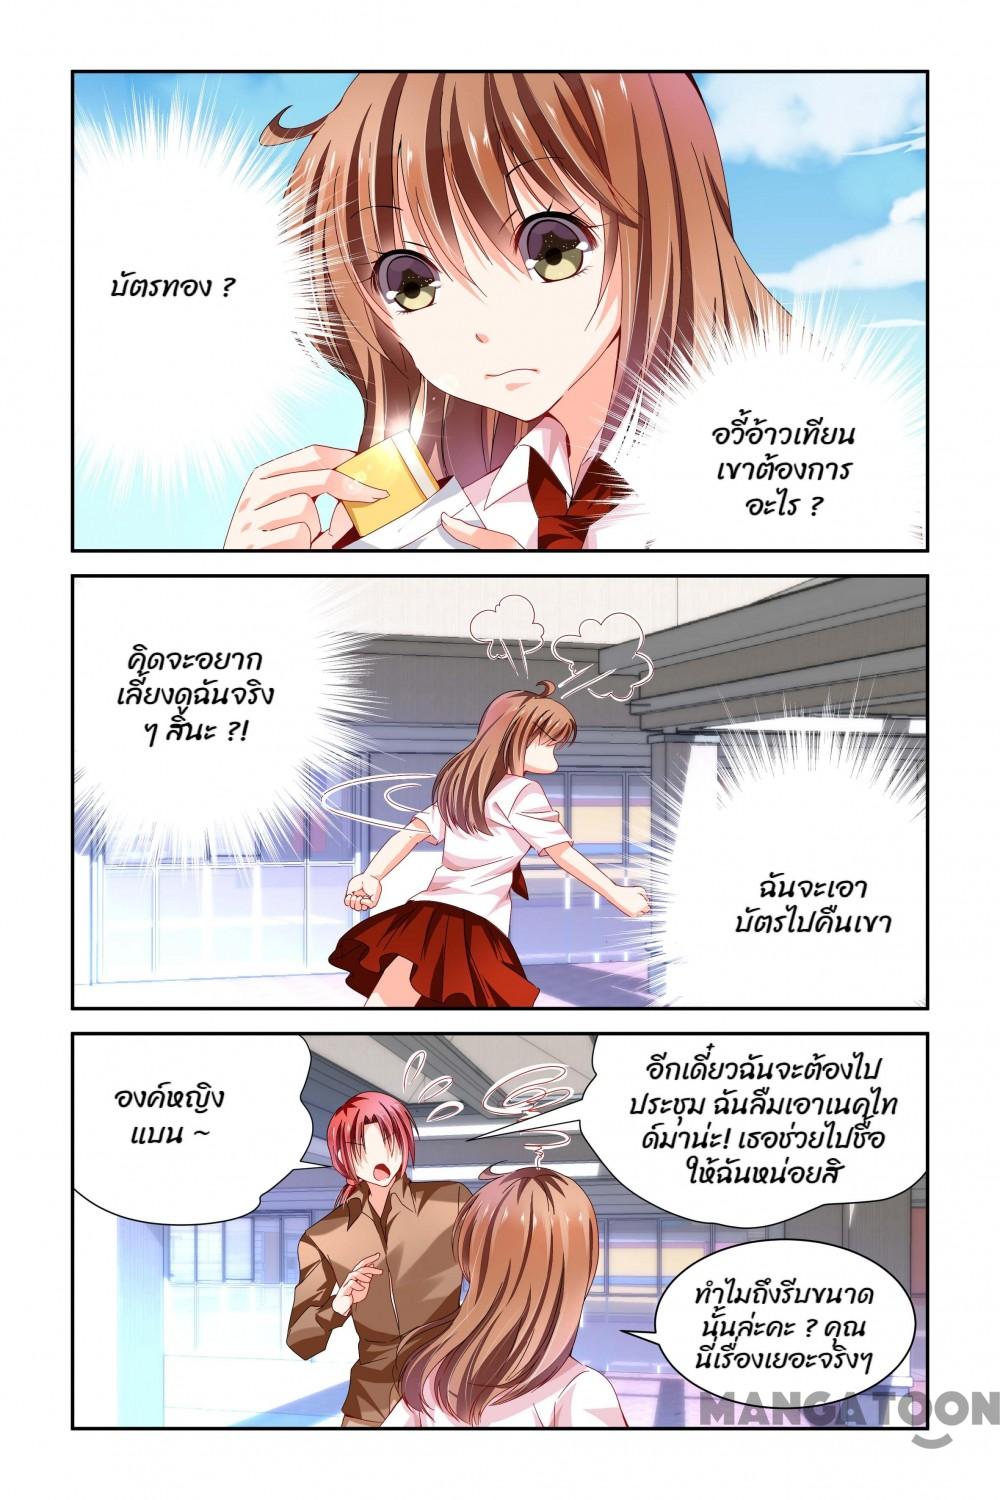 บัตรทอง ?
อวี้อ้าวเทียน
เขาต้องการ
อะไร ?
คิดจะอยาก
เลี้ยงดูฉันจริง
ๆ สินะ ?!
ฉันจะเอา
บัตรไปคืนเขา
องค์หญิง
แบน ~
อีกเดี๋ยวฉันจะต้องไป
ประชุม ฉันลืมเอาเนคไท
ด์มาน่ะ! เธอช่วยไปซื้อ
ให้ฉันหน่อยสิ
ทำไมถึงรีบขนาด
นั้นล่ะคะ ? คุณ
นี่เรื่องเยอะจริงๆ
MANGATOON